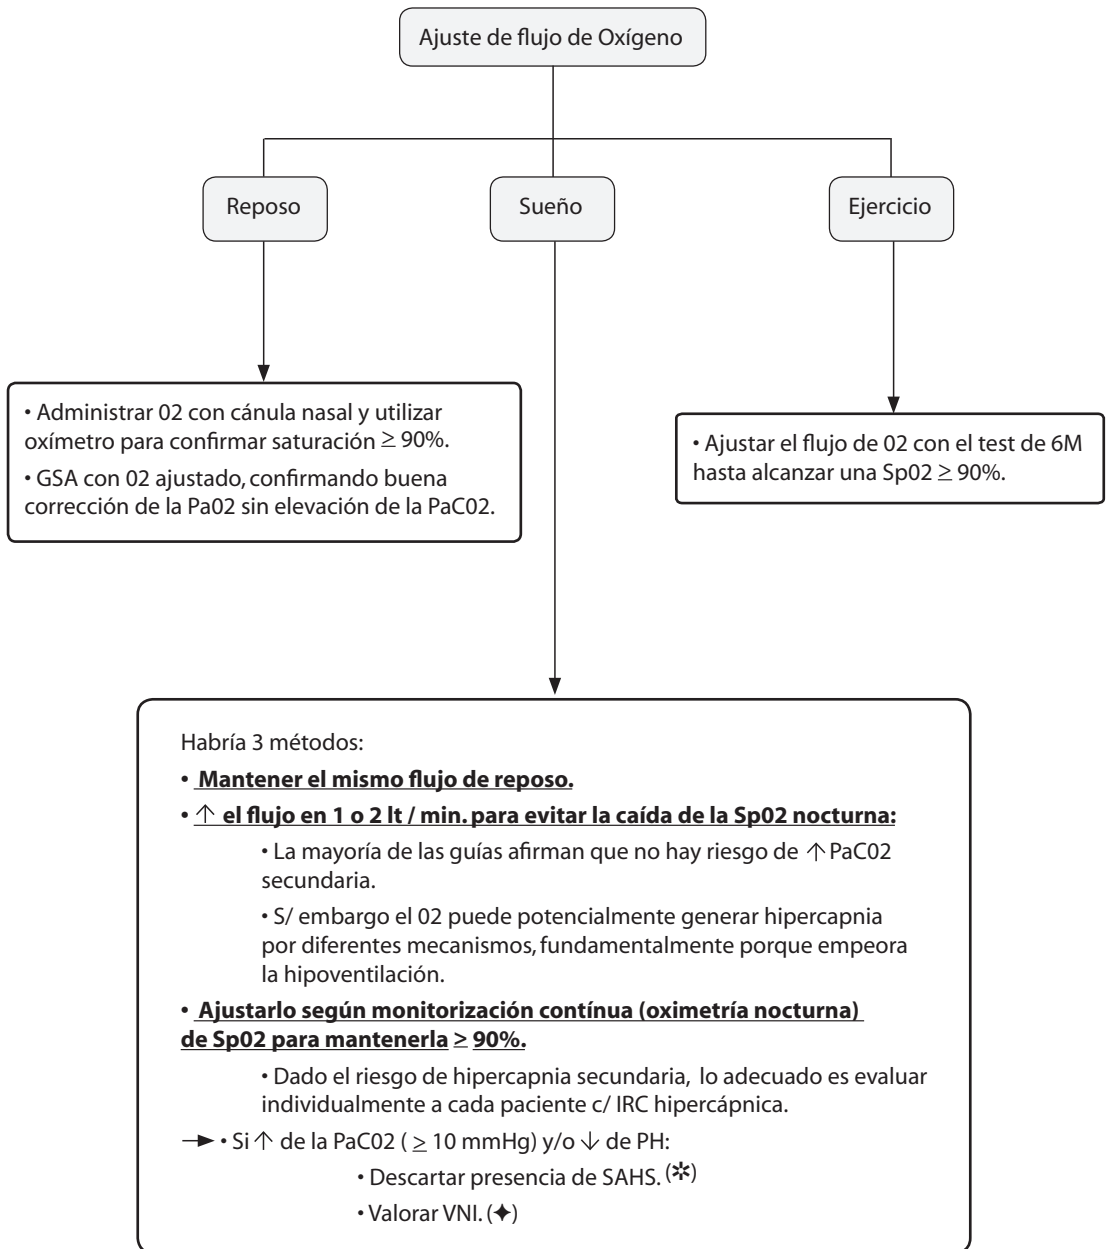 Ajuste de flujo de Oxígeno
Reposo
Sueño
Ejercicio
• Administrar 02 con cánula nasal y utilizar
oxímetro para confirmar saturación ≥ 90%.
• GSA con 02 ajustado, confirmando buena
corrección de la Pa02 sin elevación de la PaC02.
• Ajustar el flujo de 02 con el test de 6M
hasta alcanzar una Sp02 ≥ 90%.
Habría 3 métodos:
• Mantener el mismo flujo de reposo.
• ↑ el flujo en 1 o 2 lt / min. para evitar la caída de la Sp02 nocturna:
• La mayoría de las guías afirman que no hay riesgo de ↑ PaC02
secundaria.
• S/ embargo el 02 puede potencialmente generar hipercapnia
por diferentes mecanismos, fundamentalmente porque empeora
la hipoventilación.
• Ajustarlo según monitorización contínua (oximetría nocturna)
de Sp02 para mantenerla ≥ 90%.
• Dado el riesgo de hipercapnia secundaria, lo adecuado es evaluar
individualmente a cada paciente c/ IRC hipercápnica.
→ • Si ↑ de la PaC02 ( ≥ 10 mmHg) y/o ↓ de PH:
• Descartar presencia de SAHS. (✲)
• Valorar VNI. (✦)